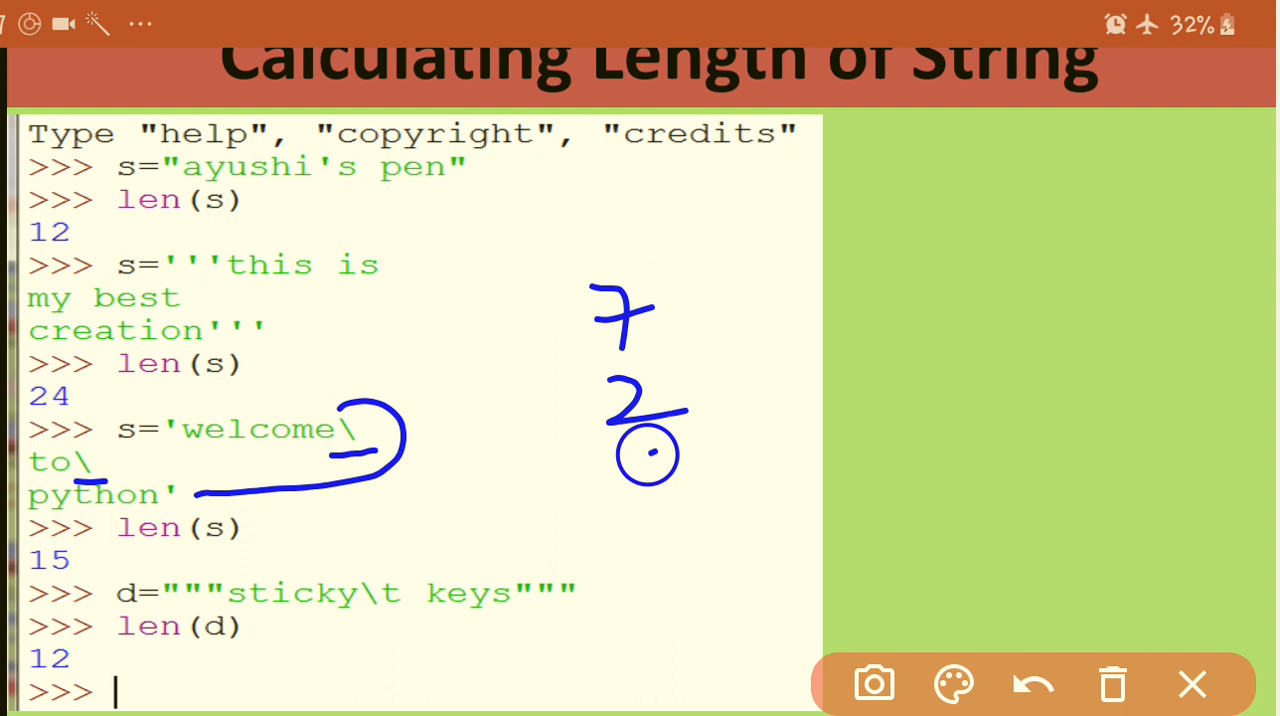 32%
Calculating Length of String
Type "help", "copyright", "credits"
>>> s="ayushi's pen"
>>> len(s)
12
>>> s='''this is
my best
creation'''
>>> len(s)
24
>>> s='welcome\
to\
python'
>>> len(s)
15
>>> d="""sticky\t keys"""
>>> len(d)
12
>>>
7
2